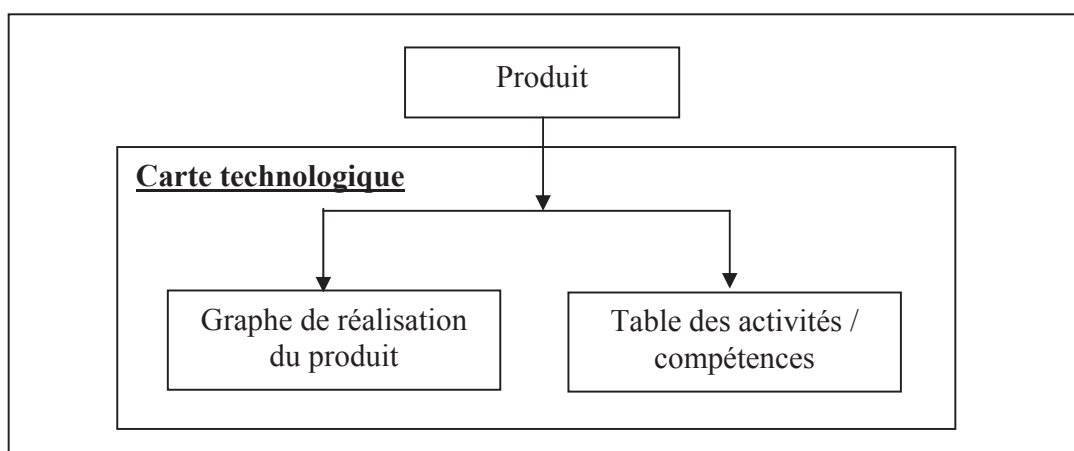 Produit
Carte technologique
Graphe de réalisation
du produit
Table des activités /
compétences